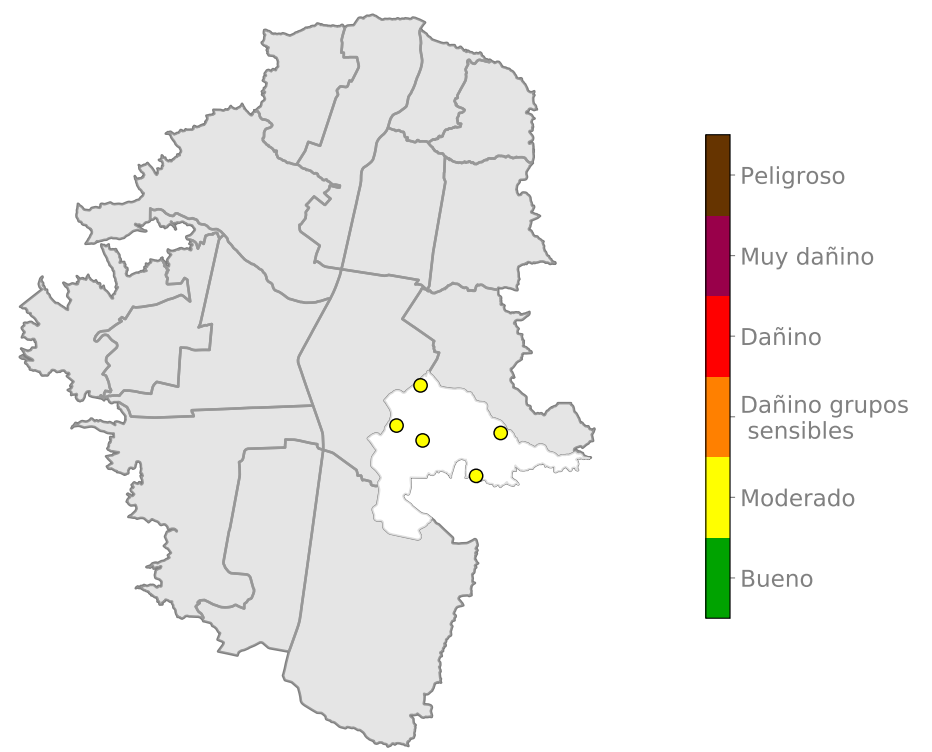 Peligroso
Muy dañino
Dañino
Dañino grupos
sensibles
Moderado
Bueno